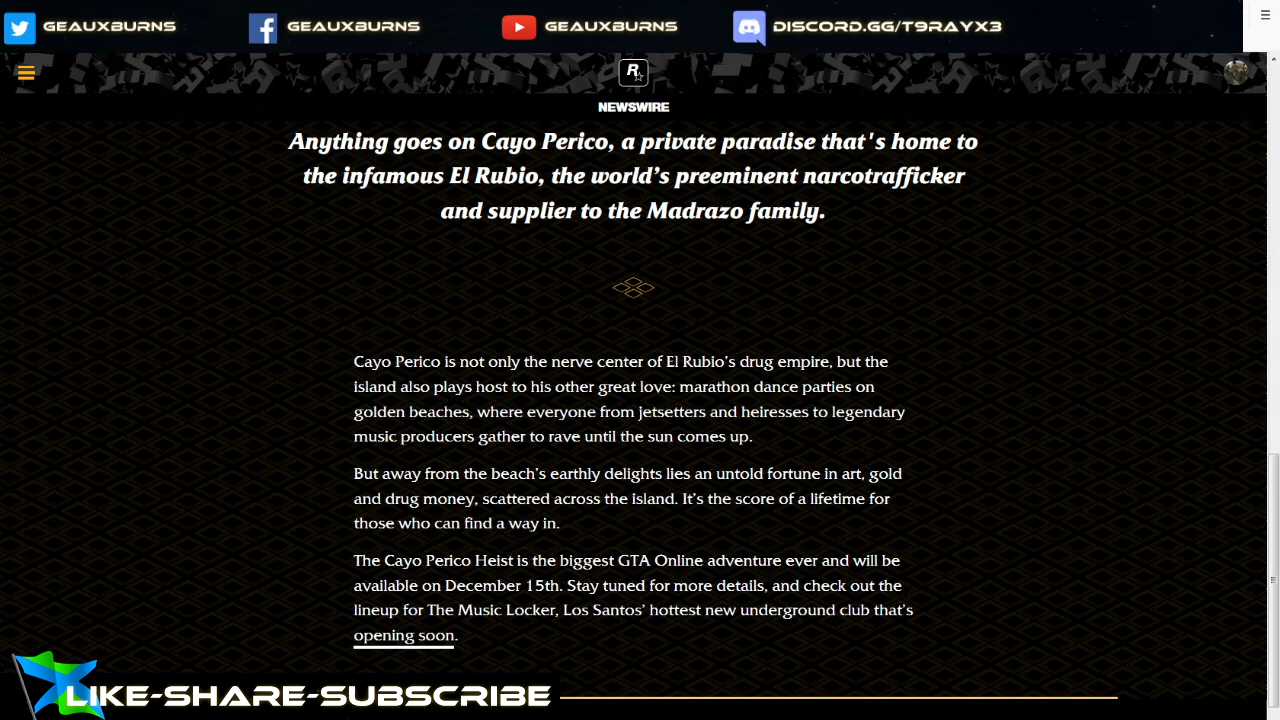 GEAUXBURNS GEAUXBURNS GEAUXBURNS DISCORD.GG/T9RAYX3
R
NEWSWIRE
Anything goes on Cayo Perico, a private paradise that's home to
the infamous El Rubio, the world’s preeminent narcotrafficker
and supplier to the Madrazo family.
Cayo Perico is not only the nerve center of El Rubio’s drug empire, but the
island also plays host to his other great love: marathon dance parties on
golden beaches, where everyone from jetsetters and heiresses to legendary
music producers gather to rave until the sun comes up.
But away from the beach’s earthly delights lies an untold fortune in art, gold
and drug money, scattered across the island. It’s the score of a lifetime for
those who can find a way in.
The Cayo Perico Heist is the biggest GTA Online adventure ever and will be
available on December 15th. Stay tuned for more details, and check out the
lineup for The Music Locker, Los Santos’ hottest new underground club that’s
opening soon.
LIKE-SHARE-SUBSCRIBE